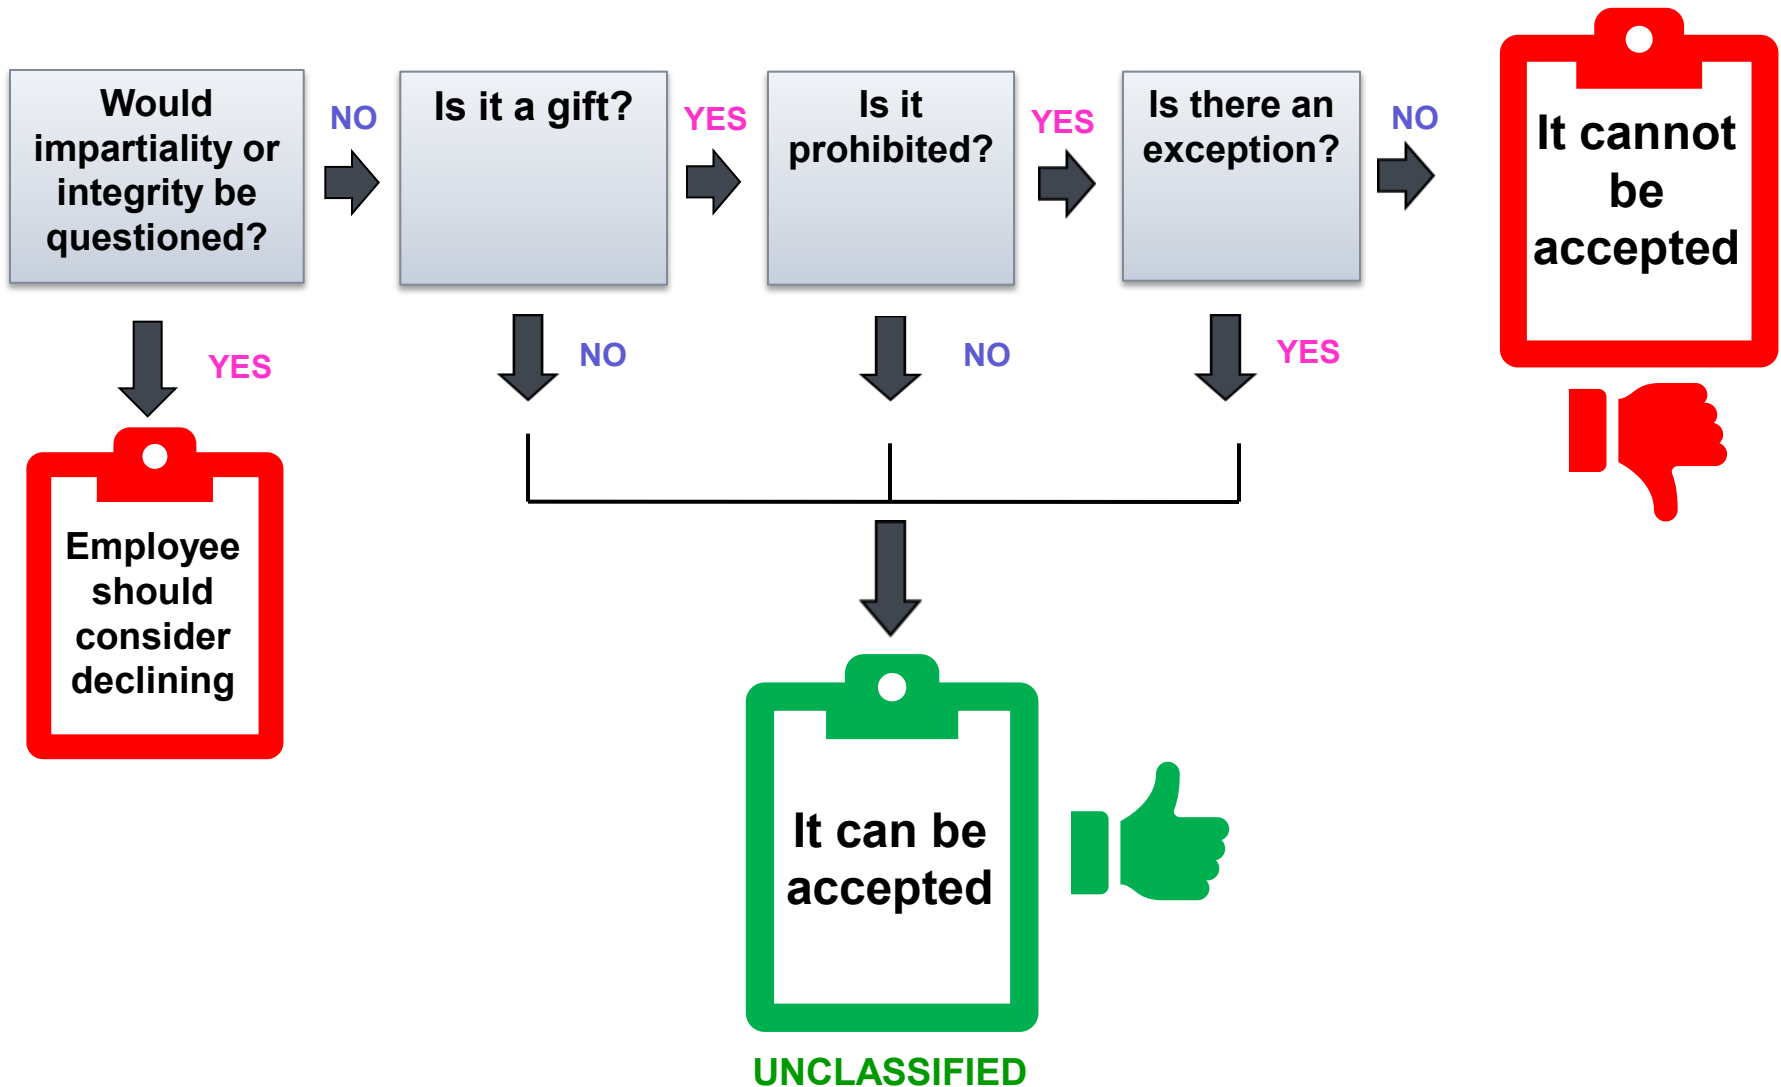 Would
impartiality or
integrity be
questioned?
NO
Is it a gift?
YES
Is it
prohibited?
YES
Is there an
exception?
NO
It cannot
be
accepted
YES
NO
NO
YES
Employee
should
consider
declining
It can be
accepted
UNCLASSIFIED